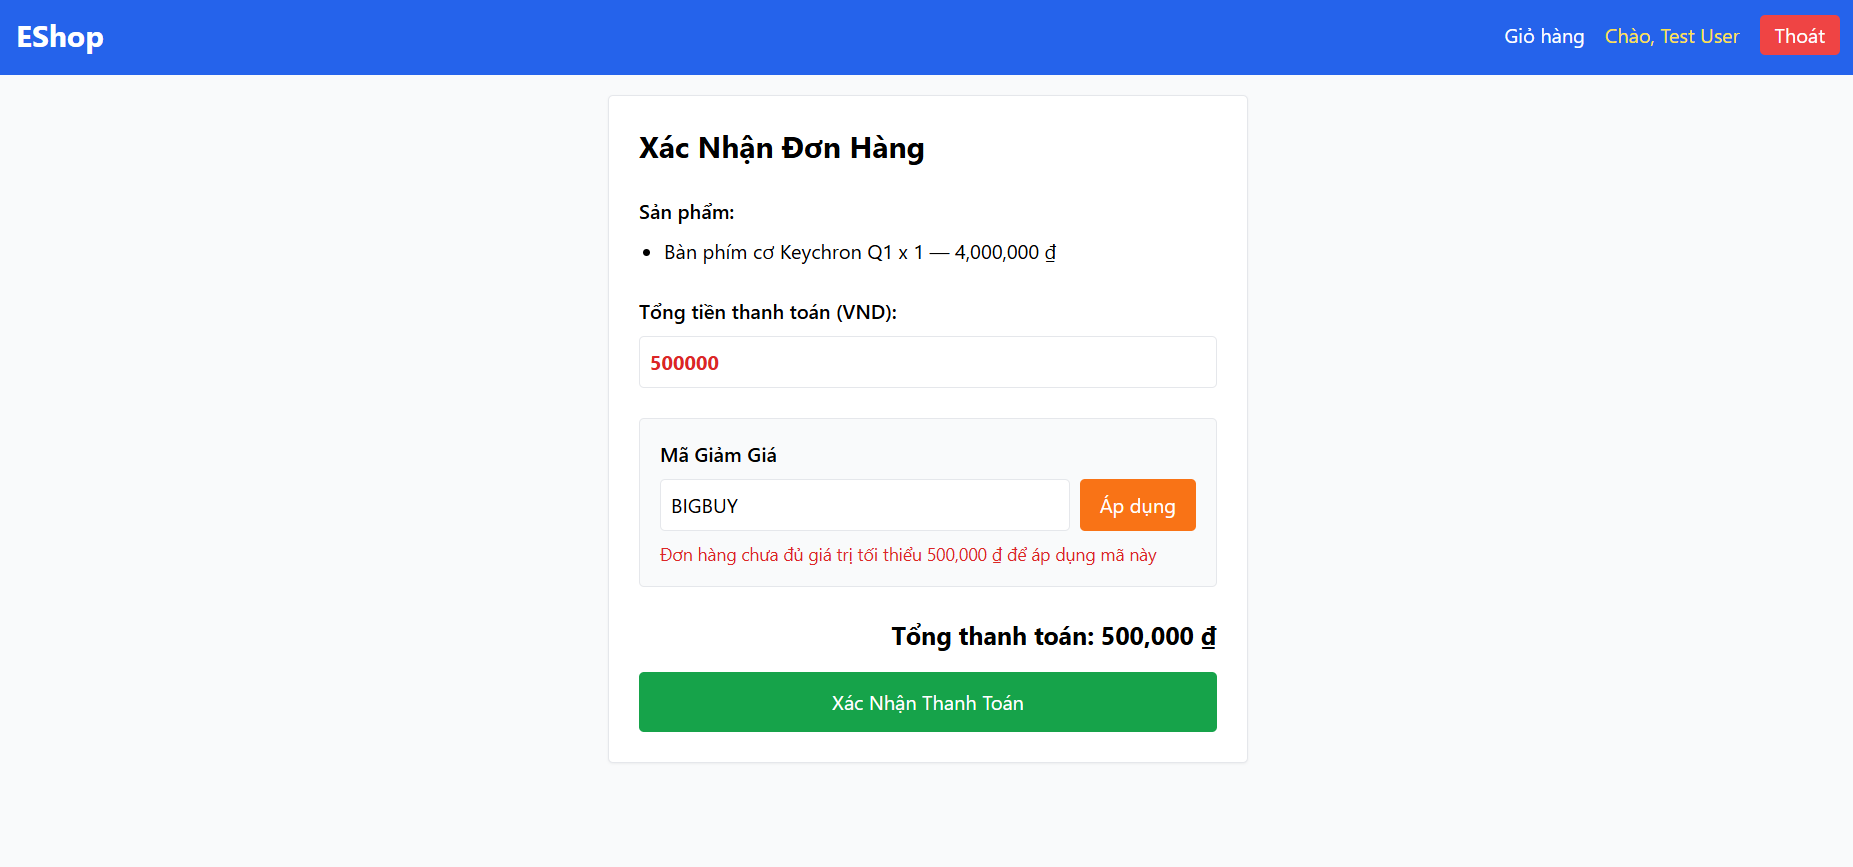 EShop
Giỏ hàng Chào, Test User Thoát
Xác Nhận Đơn Hàng
Sản phẩm:
• Bàn phím cơ Keychron Q1 x 1 — 4,000,000 ₫
Tổng tiền thanh toán (VND):
500000
Mã Giảm Giá
BIGBUY Áp dụng
Đơn hàng chưa đủ giá trị tối thiểu 500,000 ₫ để áp dụng mã này
Tổng thanh toán: 500,000 ₫
Xác Nhận Thanh Toán